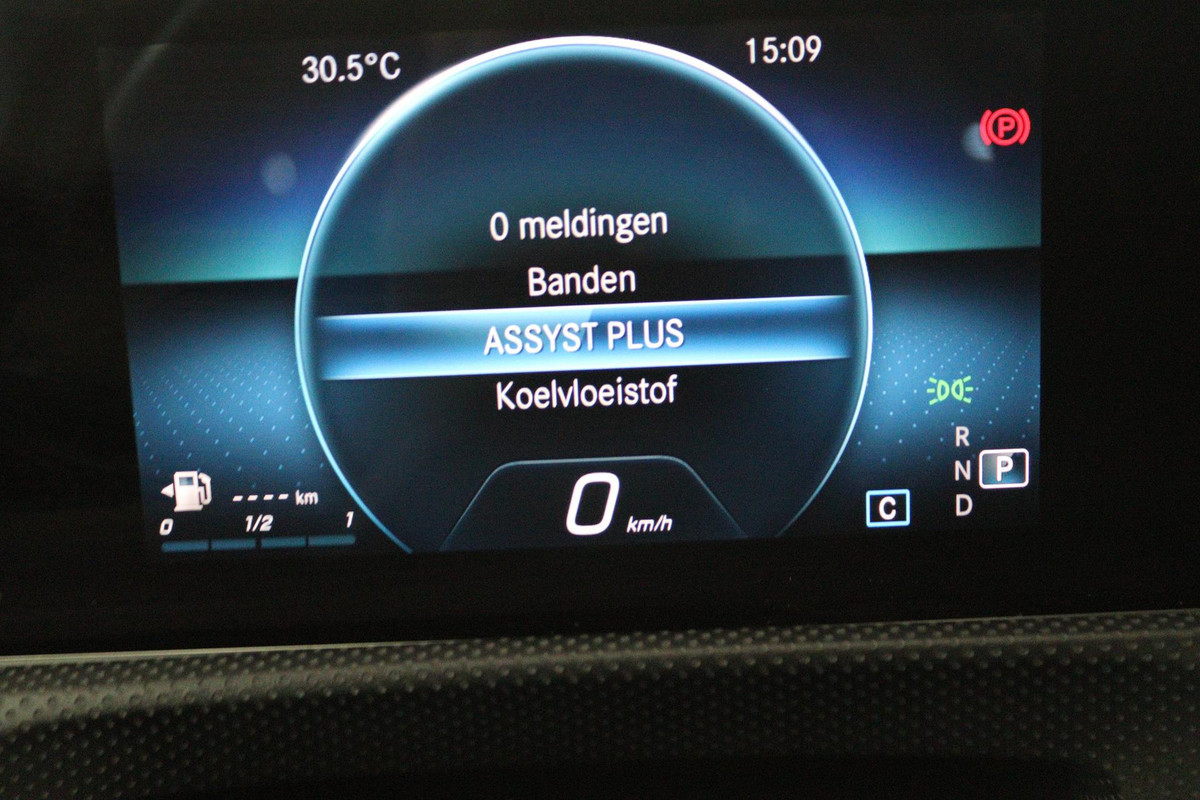 30.5°C
15:09
P
0 meldingen
Banden
ASSYST PLUS
Koelvloeistof
R
N P
D
C
---- km
0 1/2 1
0 km/h